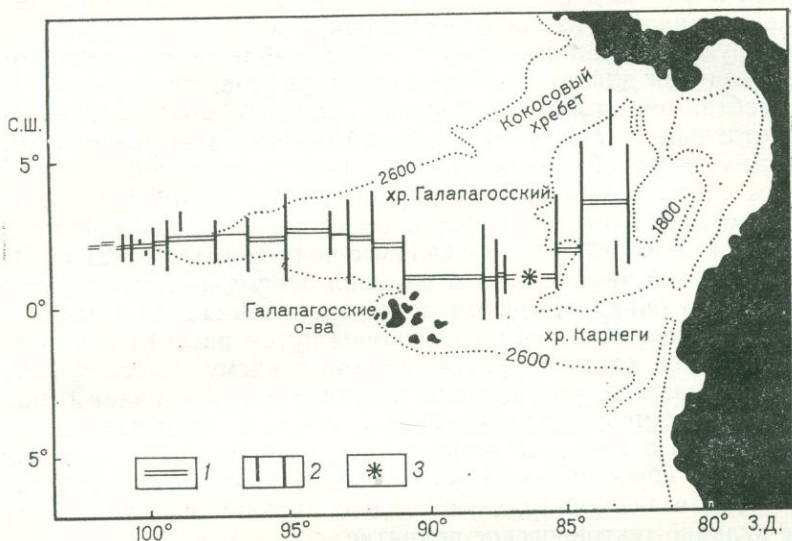 С.Ш.
5°
0°
5°
Кокосовый
хребет
2600
хр. Галапагосский
1800
Галапагосские
о-ва
хр. Карнеги
2600
1
2
3
100°
95°
90°
85°
80°
З.Д.